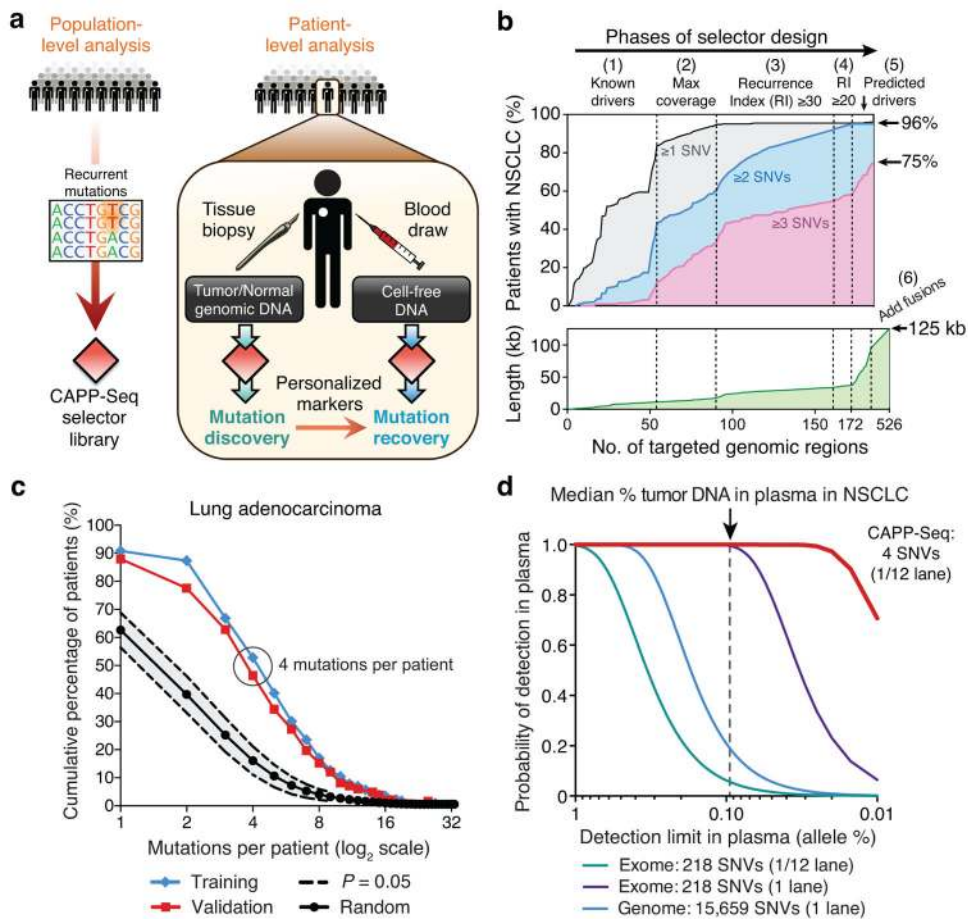 a
Population-
level analysis
Patient-
level analysis
Recurrent
mutations
ACCTGTCG
ACCTGTCG
ACCTGACG
ACCTGACG
CAPP-Seq
selector
library
Tissue
biopsy
Blood
draw
Tumor/Normal
genomic DNA
Cell-free
DNA
Personalized
markers
Mutation
discovery
Mutation
recovery
b
Phases of selector design
(1) (2) (3) (4) (5)
Known
drivers
Max
coverage
Recurrence
Index (RI) ≥30
RI
≥20
Predicted
drivers
Patients with NSCLC (%)
100
80
60
40
20
0
≥1 SNV
≥2 SNVs
≥3 SNVs
96%
75%
(6)
Add fusions
125 kb
Length (kb)
100
50
0
0 50 100 150 172 526
No. of targeted genomic regions
c
Lung adenocarcinoma
Cumulative percentage of patients (%)
100
90
80
70
60
50
40
30
20
10
0
4 mutations per patient
1 2 4 8 16 32
Mutations per patient (log2 scale)
Training
Validation
P = 0.05
Random
d
Median % tumor DNA in plasma in NSCLC
CAPP-Seq:
4 SNVs
(1/12 lane)
Probability of detection in plasma
1.0
0.8
0.6
0.4
0.2
0
1 0.10 0.01
Detection limit in plasma (allele %)
Exome: 218 SNVs (1/12 lane)
Exome: 218 SNVs (1 lane)
Genome: 15,659 SNVs (1 lane)